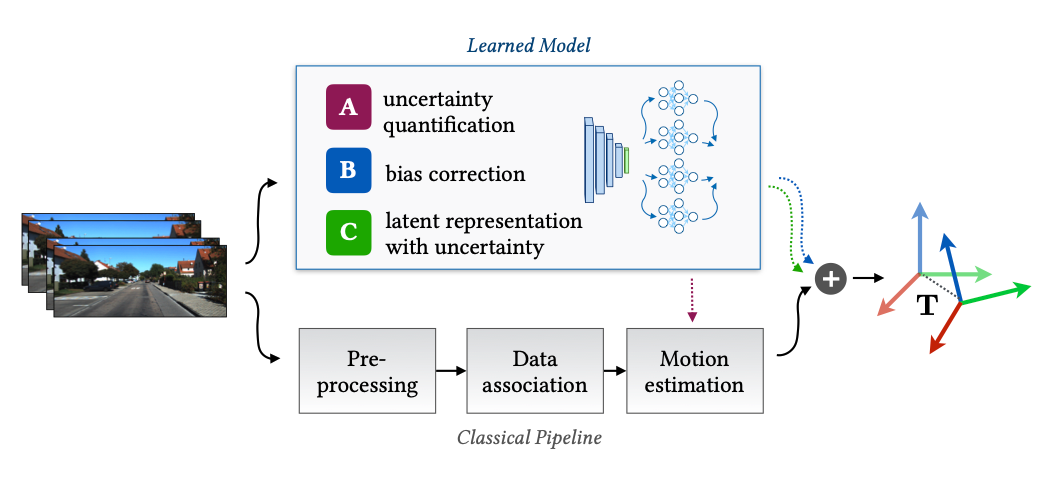 Learned Model
A
uncertainty
quantification
B
bias correction
C
latent representation
with uncertainty
+
T
Pre-
processing
Data
association
Motion
estimation
Classical Pipeline